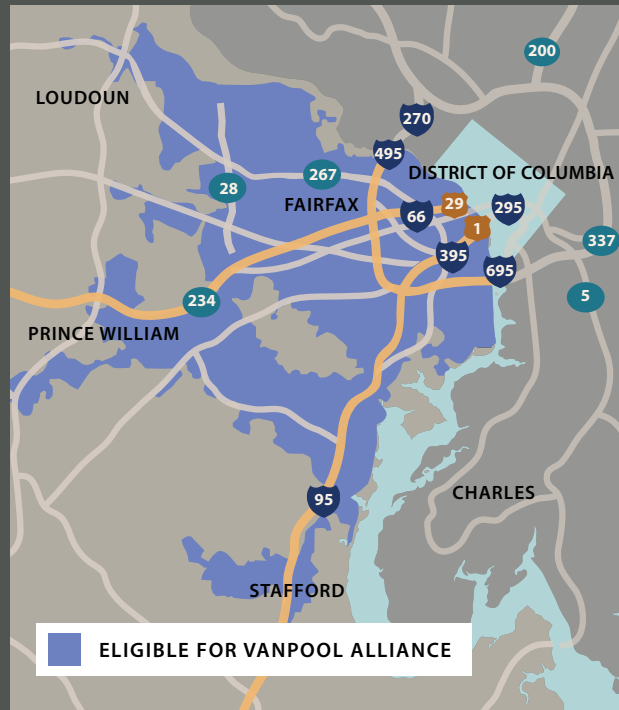 200
LOUDOUN
270
495
DISTRICT OF COLUMBIA
267
28
FAIRFAX
29
295
66
1
337
395
695
234
5
PRINCE WILLIAM
CHARLES
95
STAFFORD
ELIGIBLE FOR VANPOOL ALLIANCE